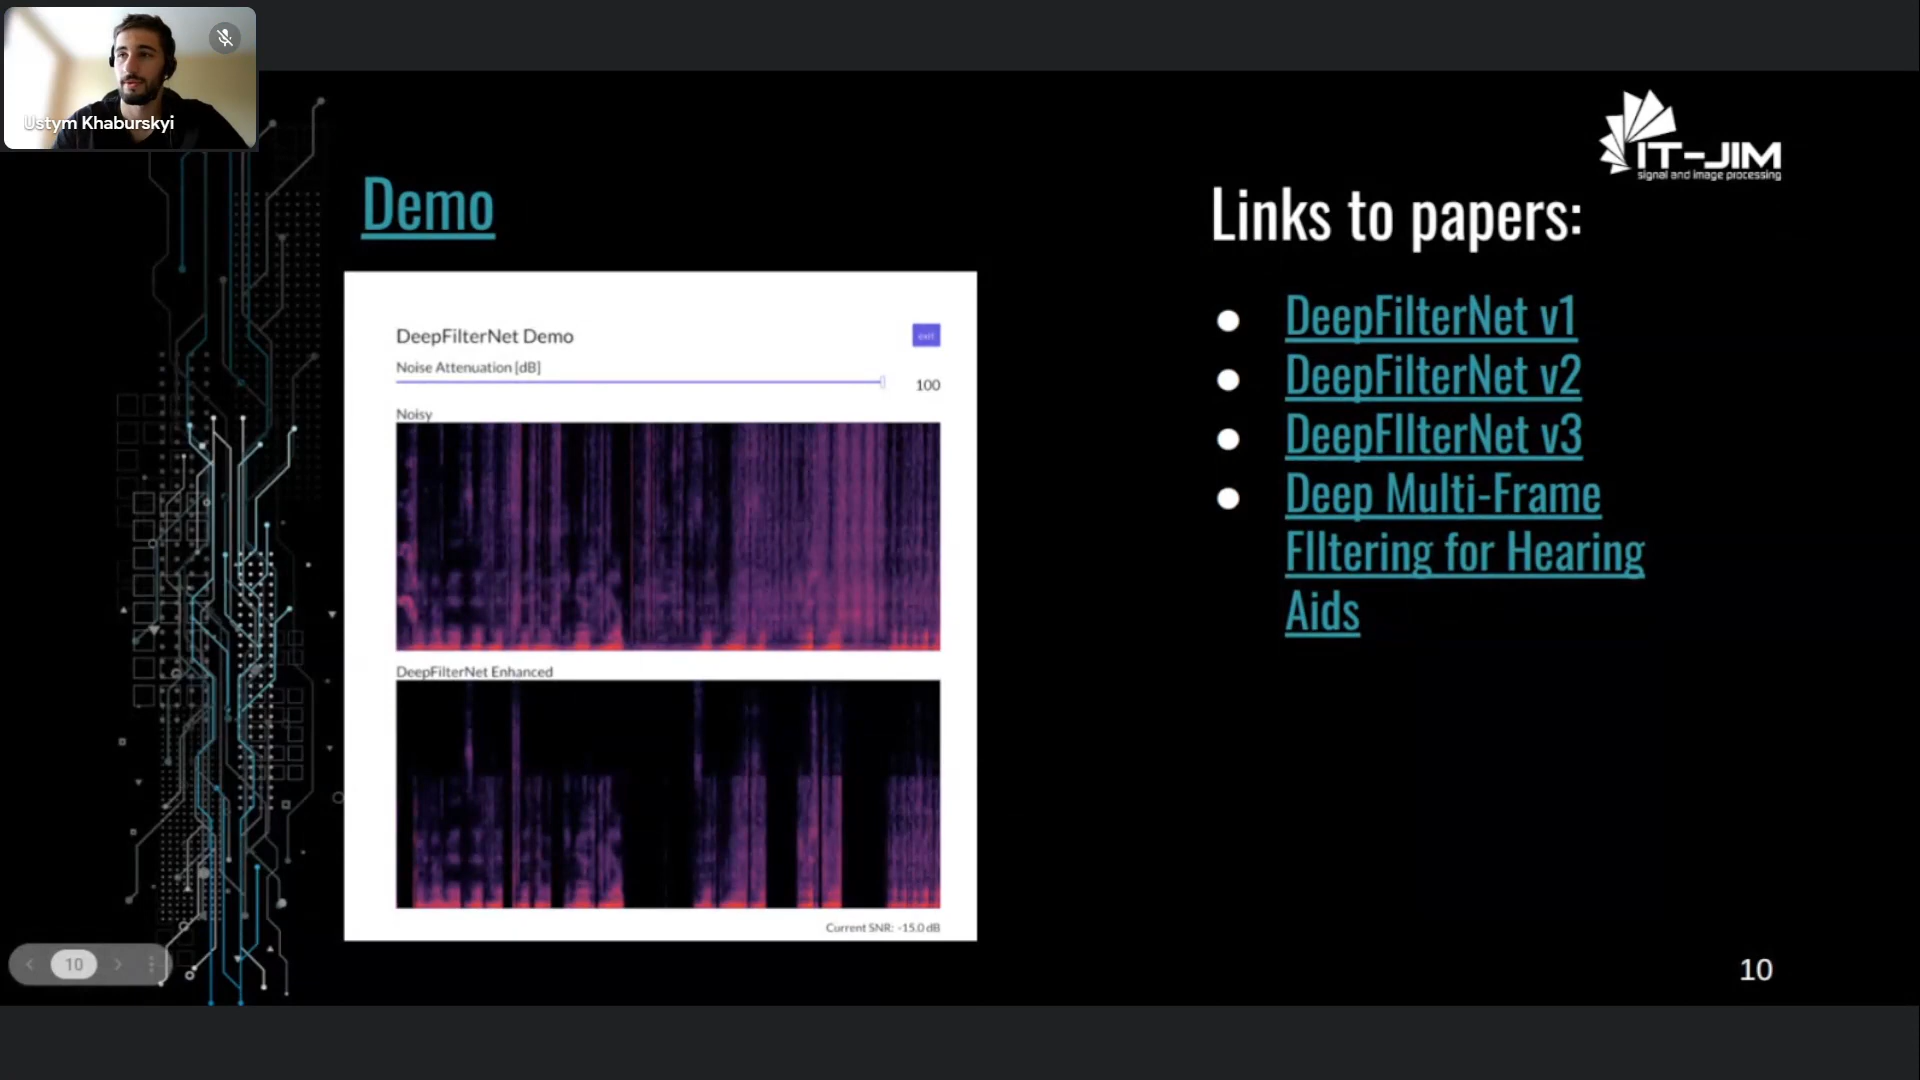 Ustym Khaburskyi
IT-JIM
signal and image processing
Demo
Links to papers:
DeepFilterNet Demo
exit
Noise Attenuation [dB]
100
Noisy
DeepFilterNet Enhanced
Current SNR: -15.0 dB
● DeepFilterNet v1
● DeepFilterNet v2
● DeepFIlterNet v3
● Deep Multi-Frame
FIltering for Hearing
Aids
10
10